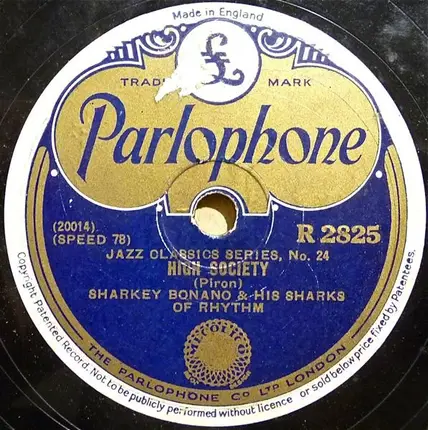 Made in England
£
TRADE MARK
Parlophone
(20014)
(SPEED 78)
R 2825
JAZZ CLASSICS SERIES, No. 24
HIGH SOCIETY
(Piron)
SHARKEY BONANO & HIS SHARKS
OF RHYTHM
THE PARLOPHONE CO LTD LONDON
Copyright Patented Record. Not to be publicly performed without licence or sold below price fixed by Patentees.